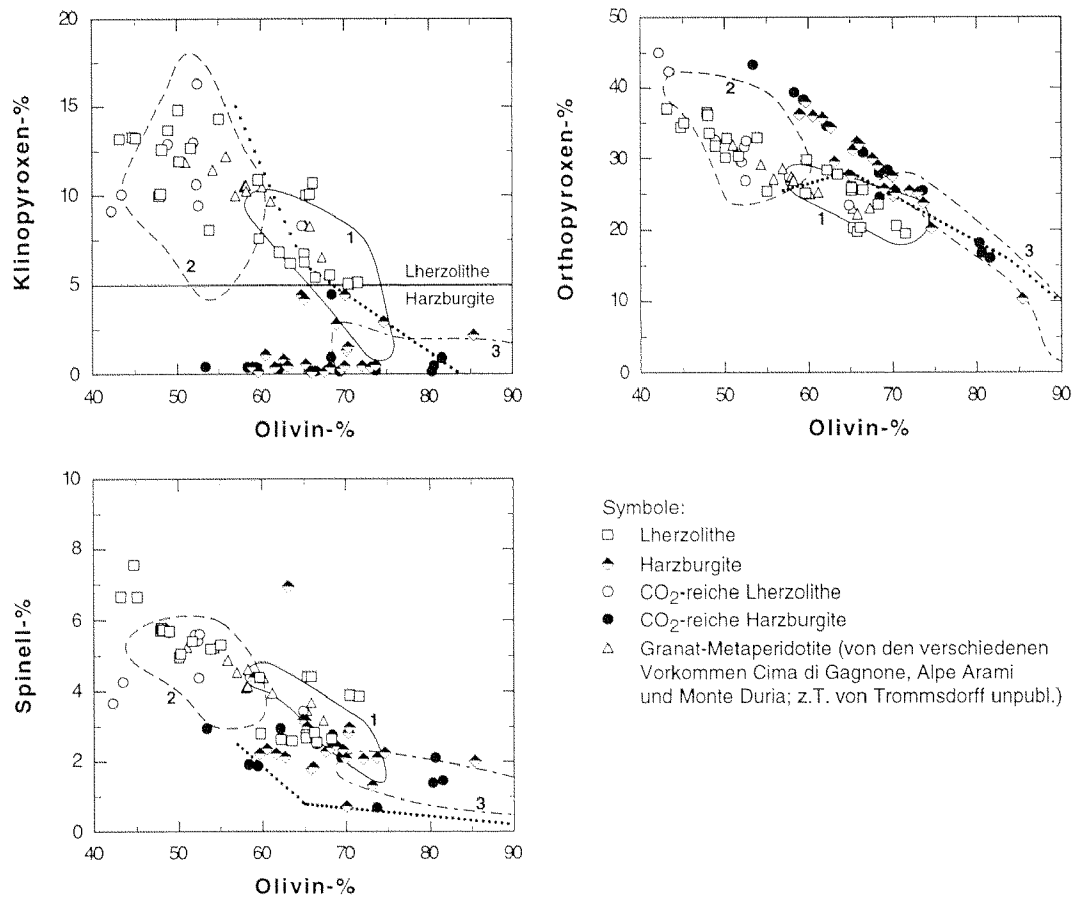 20
15
10
5
0
Klinopyroxen-%
2
1
3
Lherzolithe
Harzburgite
40 50 60 70 80 90
Olivin-%
50
40
30
20
10
0
Orthopyroxen-%
2
1
3
40 50 60 70 80 90
Olivin-%
10
8
6
4
2
0
Spinell-%
2
1
3
40 50 60 70 80 90
Olivin-%
Symbole:
Lherzolithe
Harzburgite
CO2-reiche Lherzolithe
CO2-reiche Harzburgite
Granat-Metaperidotite (von den verschiedenen
Vorkommen Cima di Gagnone, Alpe Arami
und Monte Duria; z.T. von Trommsdorff unpubl.)